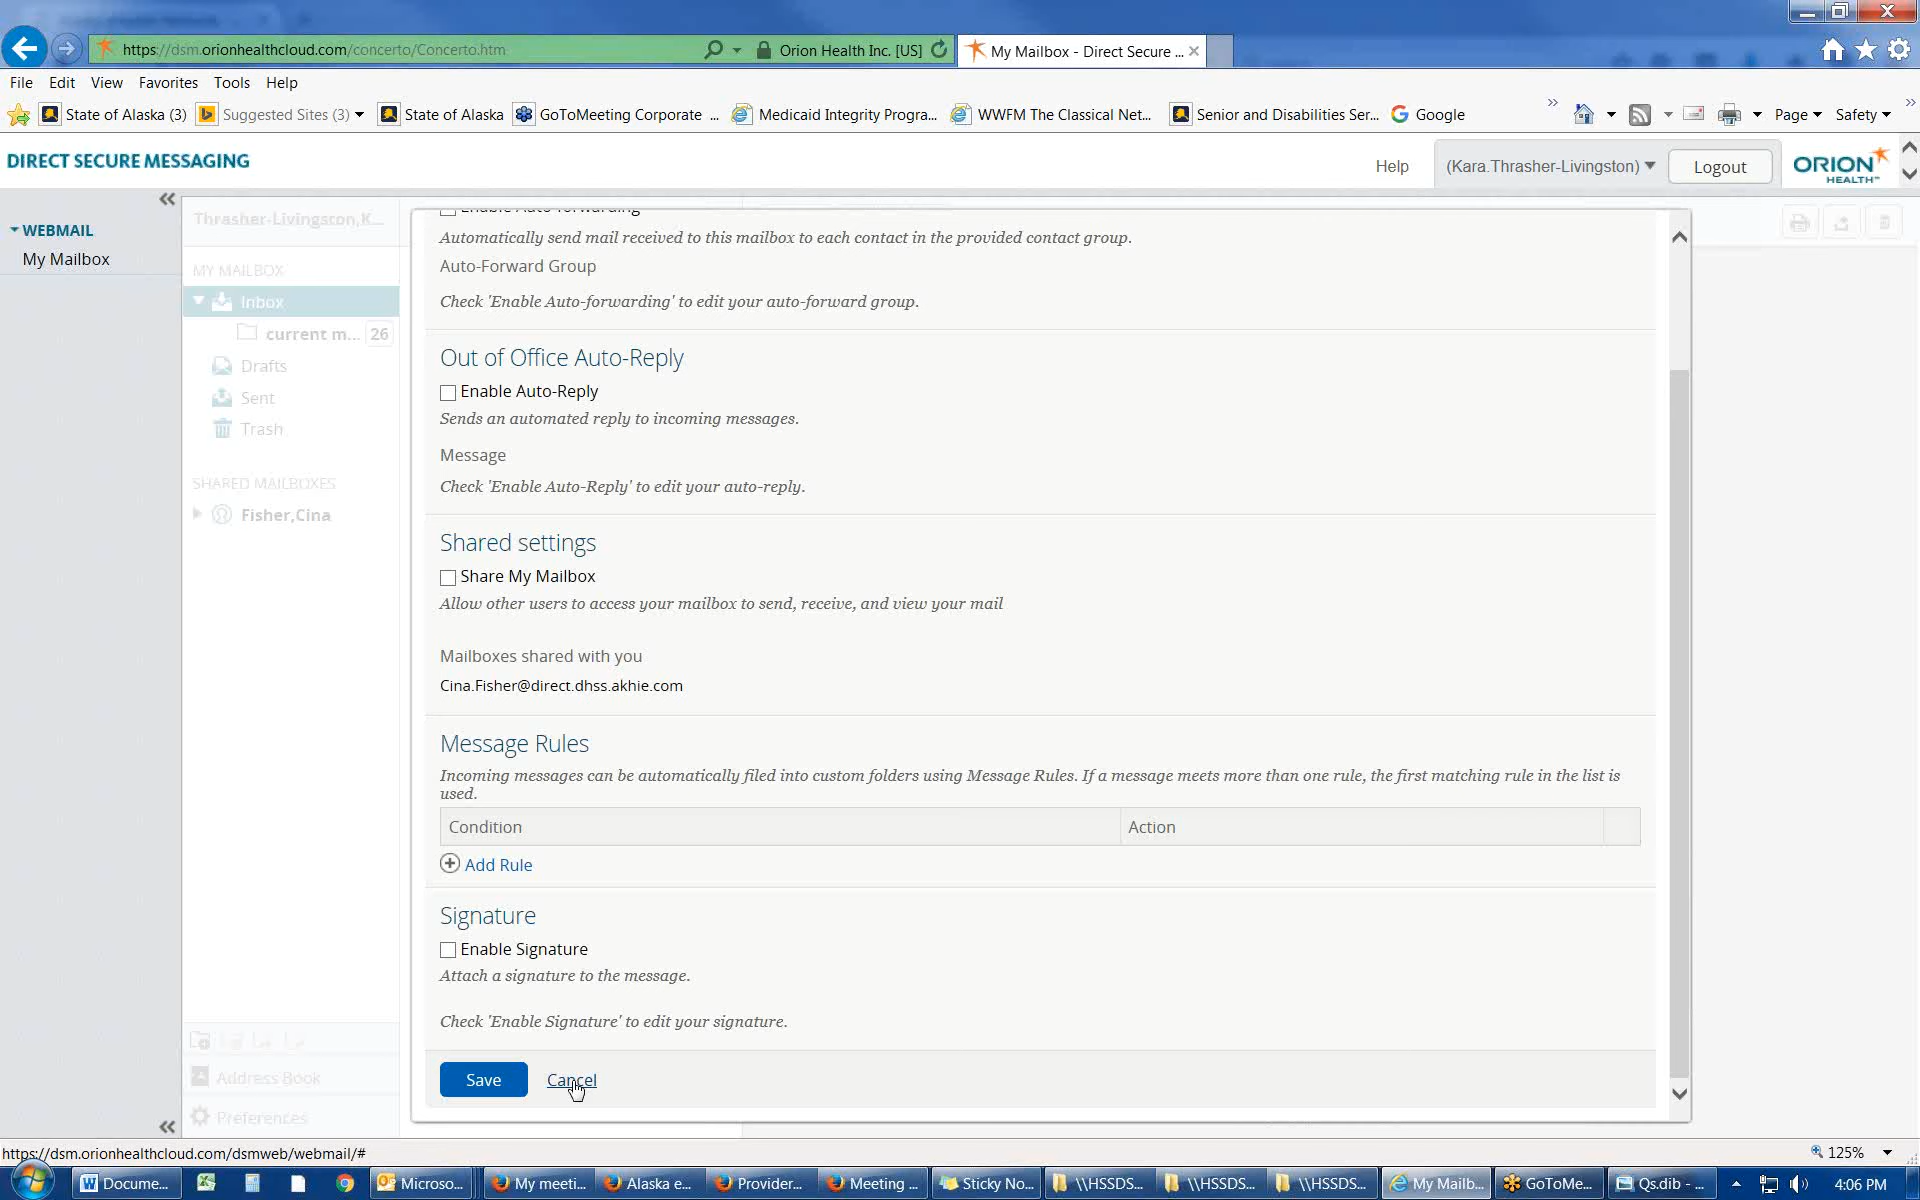 https://dsm.orionhealthcloud.com/concerto/Concerto.htm
Orion Health Inc. [US]
My Mailbox - Direct Secure ...
File Edit View Favorites Tools Help
State of Alaska (3)
Suggested Sites (3)
State of Alaska
GoToMeeting Corporate ...
Medicaid Integrity Progra...
WWFM The Classical Net...
Senior and Disabilities Ser...
Google
Page
Safety
DIRECT SECURE MESSAGING
Help
(Kara.Thrasher-Livingston)
Logout
ORION
HEALTH™
WEBMAIL
My Mailbox
Thrasher-Livingston,K...
MY MAILBOX
Inbox
current m... 26
Drafts
Sent
Trash
SHARED MAILBOXES
Fisher,Cina
Address Book
Preferences
Enable Auto-forwarding
Automatically send mail received to this mailbox to each contact in the provided contact group.
Auto-Forward Group
Check 'Enable Auto-forwarding' to edit your auto-forward group.
Out of Office Auto-Reply
Enable Auto-Reply
Sends an automated reply to incoming messages.
Message
Check 'Enable Auto-Reply' to edit your auto-reply.
Shared settings
Share My Mailbox
Allow other users to access your mailbox to send, receive, and view your mail
Mailboxes shared with you
Cina.Fisher@direct.dhss.akhie.com
Message Rules
Incoming messages can be automatically filed into custom folders using Message Rules. If a message meets more than one rule, the first matching rule in the list is
used.
Condition Action
Add Rule
Signature
Enable Signature
Attach a signature to the message.
Check 'Enable Signature' to edit your signature.
Save Cancel
https://dsm.orionhealthcloud.com/dsmweb/webmail/#
125%
Docume...
Microso...
My meeti...
Alaska e...
Provider...
Meeting ...
Sticky No...
\\HSSDS...
\\HSSDS...
\\HSSDS...
My Mailb...
GoToMe...
Qs.dib - ...
4:06 PM